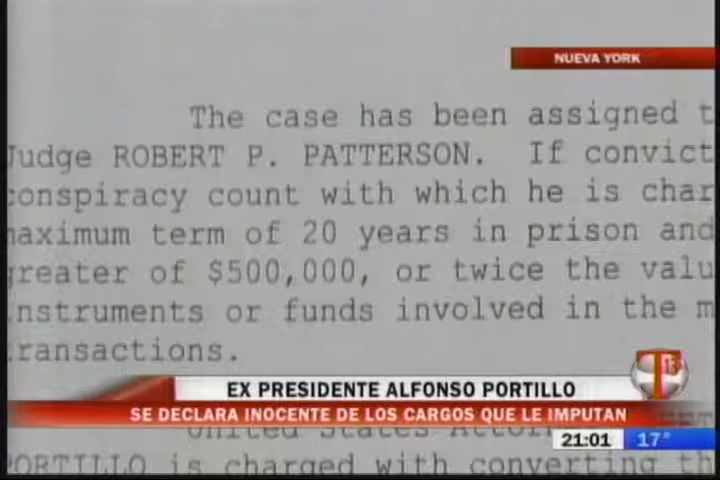 NUEVA YORK
The case has been assigned
Judge ROBERT P. PATTERSON. If
conspiracy count with which he is
maximum term of 20 years in prison and
greater of $500,000, or twice the
instruments or funds involved in the
transactions.
T13
EX PRESIDENTE ALFONSO PORTILLO
SE DECLARA INOCENTE DE LOS CARGOS QUE LE IMPUTAN
United States
21:01 17°
PORTILLO is charged with converting